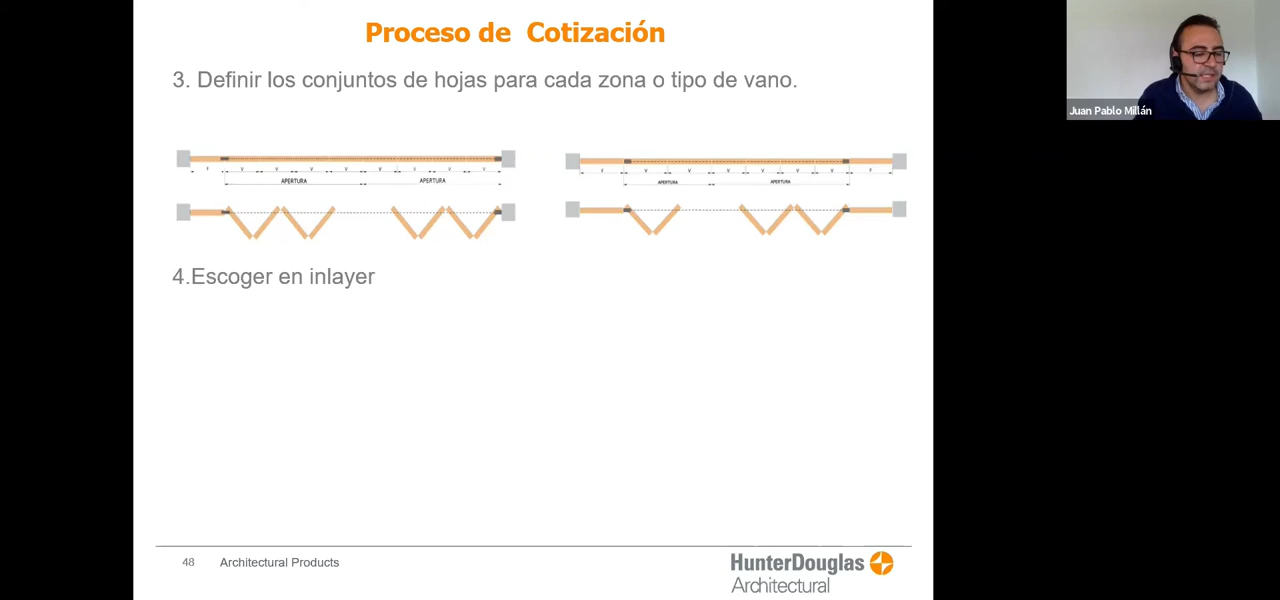 Proceso de Cotización
Juan Pablo Millán
3. Definir los conjuntos de hojas para cada zona o tipo de vano.
F V V V V V V V V
APERTURA APERTURA
F V V V V V V F
APERTURA APERTURA
4.Escoger en inlayer
48 Architectural Products
HunterDouglas
Architectural